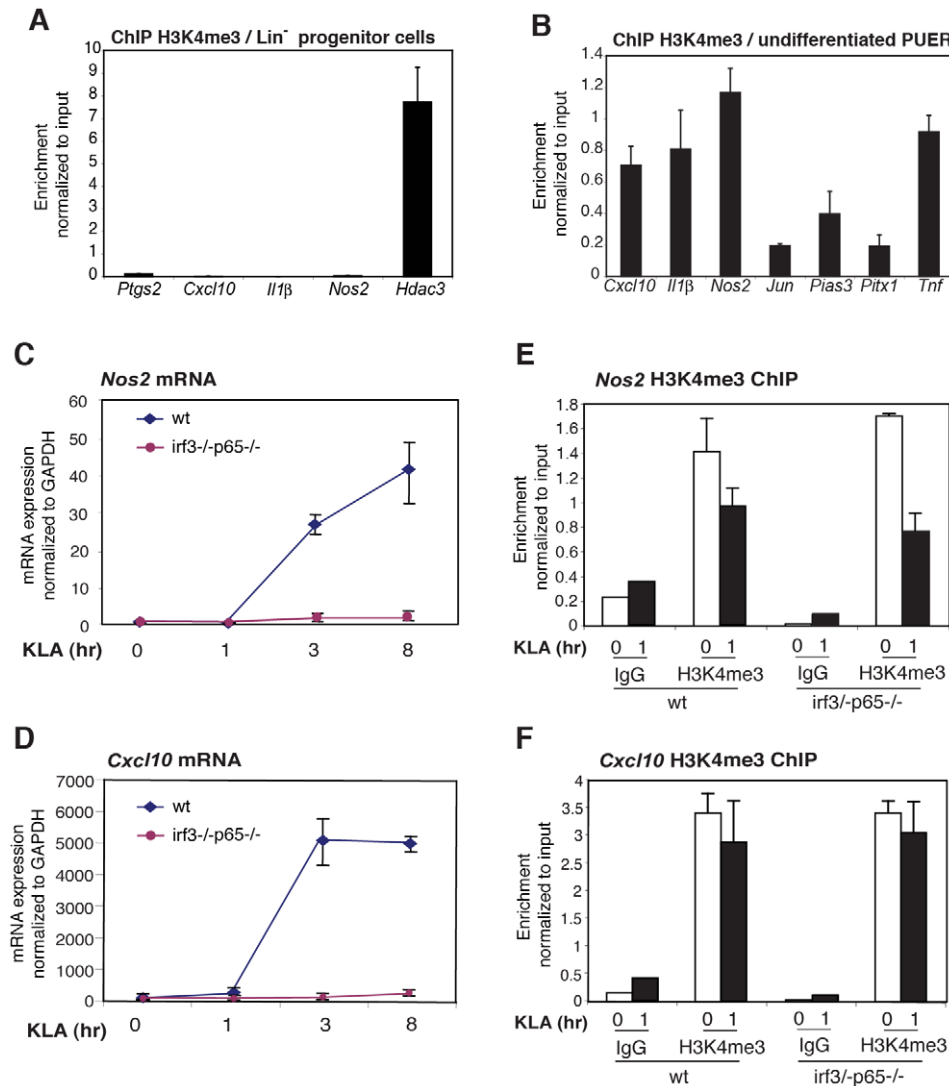 A
ChIP H3K4me3 / Lin- progenitor cells
Enrichment
normalized to input
10
9
8
7
6
5
4
3
2
1
0
Ptgs2 Cxcl10 Il1β Nos2 Hdac3
B
ChIP H3K4me3 / undifferentiated PUER
Enrichment
normalized to input
1.4
1.2
1
0.8
0.6
0.4
0.2
0
Cxcl10 Il1β Nos2 Jun Pias3 Pitx1 Tnf
C
Nos2 mRNA
mRNA expression
normalized to GAPDH
60
50
40
30
20
10
0
wt
irf3-/-p65-/-
KLA (hr) 0 1 3 8
E
Nos2 H3K4me3 ChIP
Enrichment
normalized to input
1.8
1.6
1.4
1.2
1
0.8
0.6
0.4
0.2
0
KLA (hr) 0 1 0 1 0 1 0 1
IgG H3K4me3 IgG H3K4me3
wt irf3/-p65-/-
D
Cxcl10 mRNA
mRNA expression
normalized to GAPDH
7000
6000
5000
4000
3000
2000
1000
0
wt
irf3-/-p65-/-
KLA (hr) 0 1 3 8
F
Cxcl10 H3K4me3 ChIP
Enrichment
normalized to input
4
3.5
3
2.5
2
1.5
1
0.5
0
KLA (hr) 0 1 0 1 0 1 0 1
IgG H3K4me3 IgG H3K4me3
wt irf3/-p65-/-